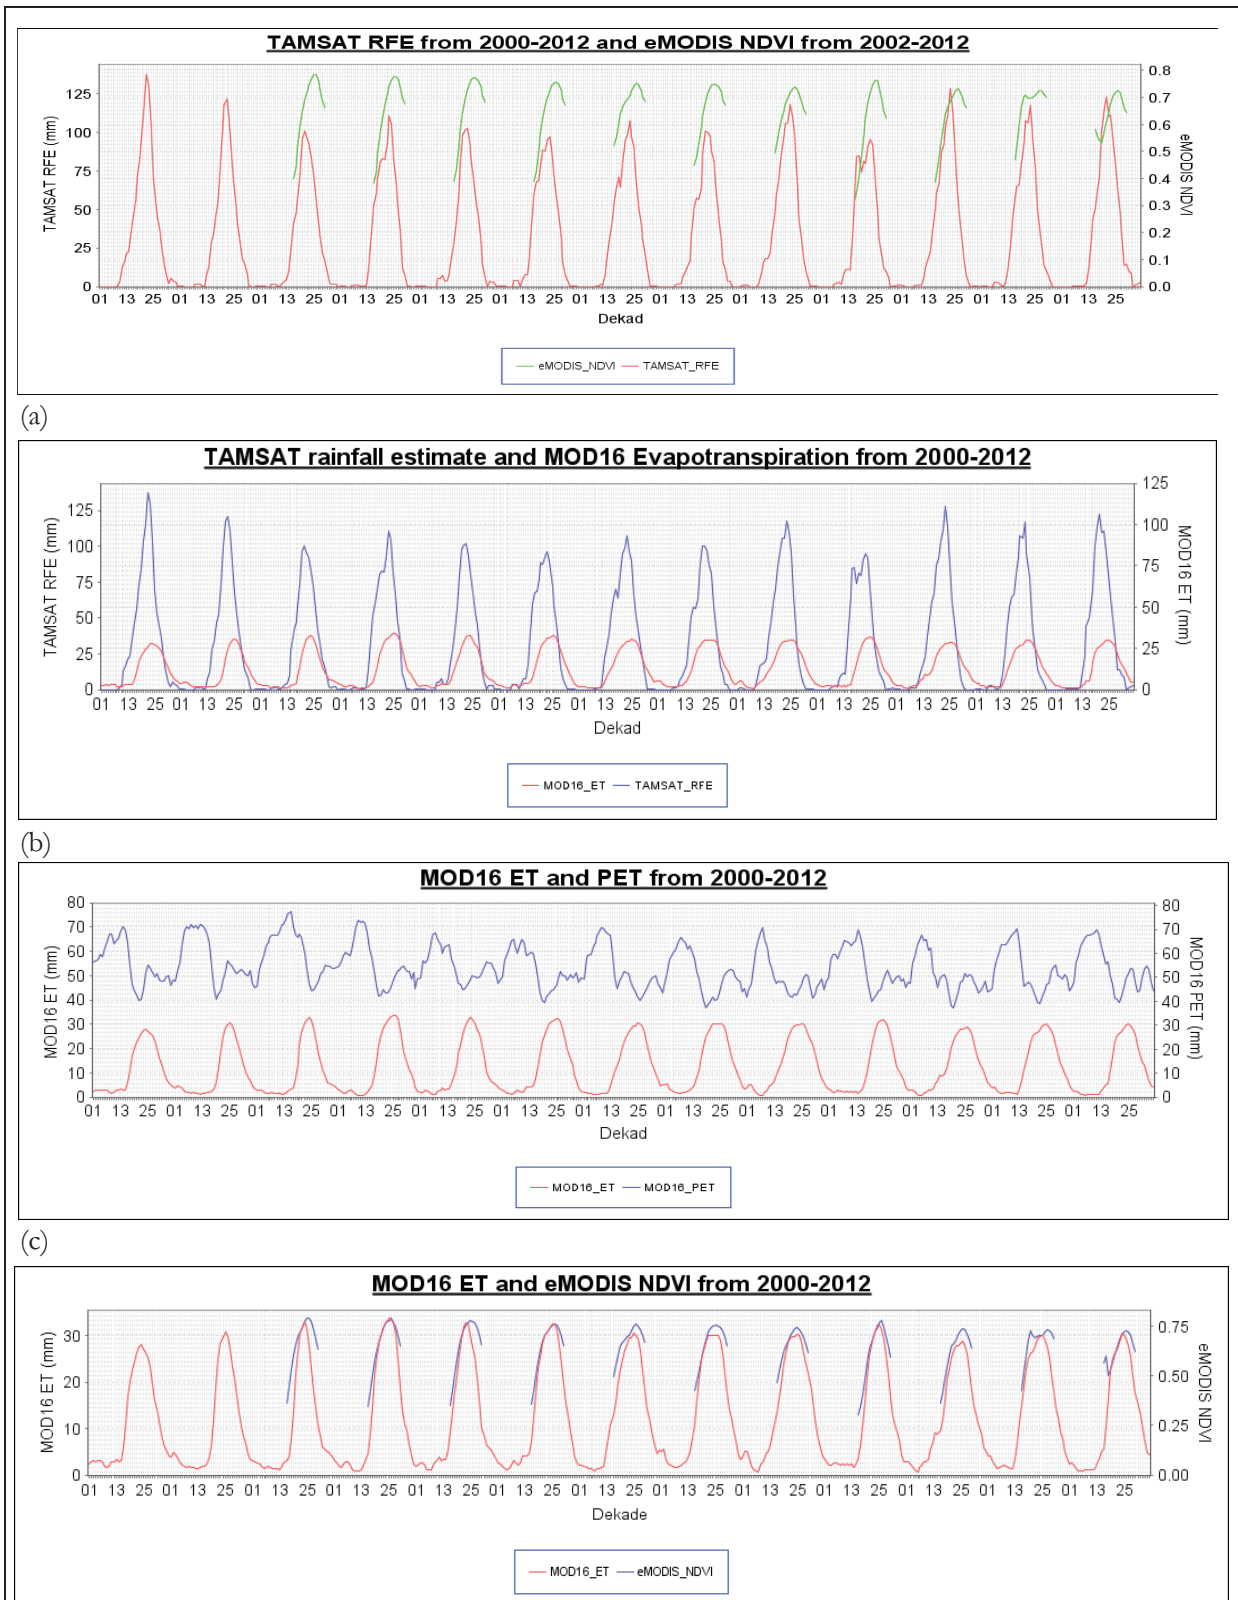 TAMSAT RFE from 2000-2012 and eMODIS NDVI from 2002-2012
TAMSAT RFE (mm)
125
100
75
50
25
0
eMODIS NDVI
0.8
0.7
0.6
0.5
0.4
0.3
0.2
0.1
0.0
01 13 25 01 13 25 01 13 25 01 13 25 01 13 25 01 13 25 01 13 25 01 13 25 01 13 25 01 13 25 01 13 25 01 13 25 01 13 25
Dekad
eMODIS_NDVI TAMSAT_RFE
(a)
TAMSAT rainfall estimate and MOD16 Evapotranspiration from 2000-2012
TAMSAT RFE (mm)
125
100
75
50
25
0
MOD16 ET (mm)
125
100
75
50
25
0
01 13 25 01 13 25 01 13 25 01 13 25 01 13 25 01 13 25 01 13 25 01 13 25 01 13 25 01 13 25 01 13 25 01 13 25 01 13 25
Dekad
MOD16_ET TAMSAT_RFE
(b)
MOD16 ET and PET from 2000-2012
MOD16 ET (mm)
80
70
60
50
40
30
20
10
0
MOD16 PET (mm)
80
70
60
50
40
30
20
10
0
01 13 25 01 13 25 01 13 25 01 13 25 01 13 25 01 13 25 01 13 25 01 13 25 01 13 25 01 13 25 01 13 25 01 13 25 01 13 25
Dekad
MOD16_ET MOD16_PET
(c)
MOD16 ET and eMODIS NDVI from 2000-2012
MOD16 ET (mm)
30
20
10
0
eMODIS NDVI
0.75
0.50
0.25
0.00
01 13 25 01 13 25 01 13 25 01 13 25 01 13 25 01 13 25 01 13 25 01 13 25 01 13 25 01 13 25 01 13 25 01 13 25 01 13 25
Dekade
MOD16_ET eMODIS_NDVI